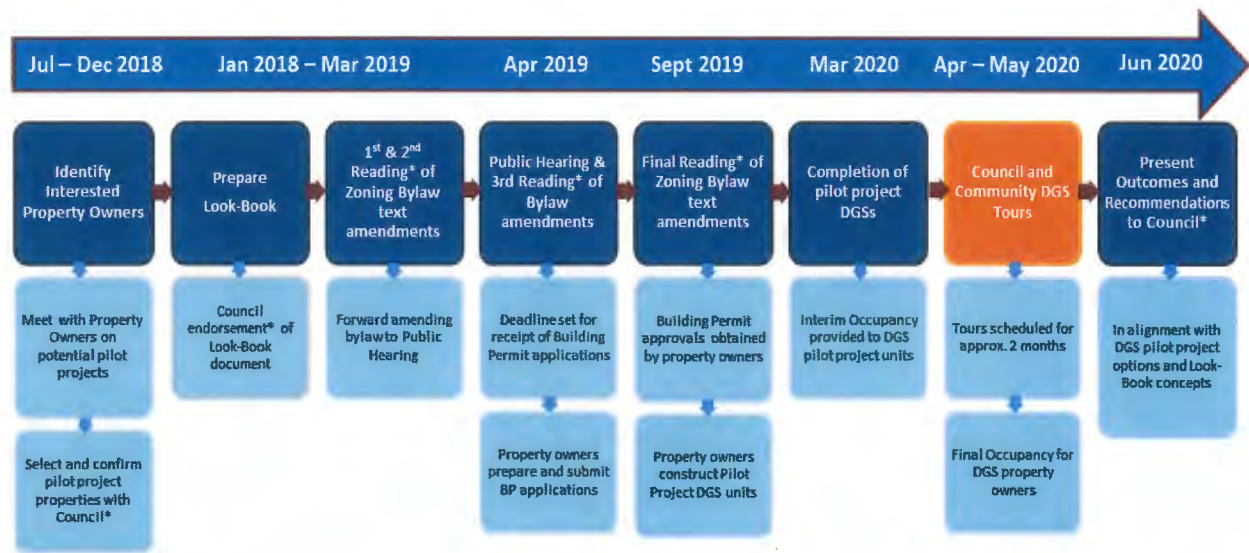 Jul – Dec 2018
Jan 2018 – Mar 2019
Apr 2019
Sept 2019
Mar 2020
Apr – May 2020
Jun 2020
Identify
Interested
Property Owners
Prepare
Look-Book
1st & 2nd
Reading* of
Zoning Bylaw
text
amendments
Public Hearing &
3rd Reading* of
Bylaw
amendments
Final Reading* of
Zoning Bylaw
text
amendments
Completion of
pilot project
DGSs
Council and
Community DGS
Tours
Present
Outcomes and
Recommendations
to Council*
Meet with Property
Owners on
potential pilot
projects
Council
endorsement* of
Look-Book
document
Forward amending
bylaw to Public
Hearing
Deadline set for
receipt of Building
Permit applications
Building Permit
approvals obtained
by property owners
Interim Occupancy
provided to DGS
pilot project units
Tours scheduled for
approx. 2 months
In alignment with
DGS pilot project
options and Look-
Book concepts
Select and confirm
pilot project
properties with
Council*
Property owners
prepare and submit
BP applications
Property owners
construct Pilot
Project DGS units
Final Occupancy for
DGS property
owners